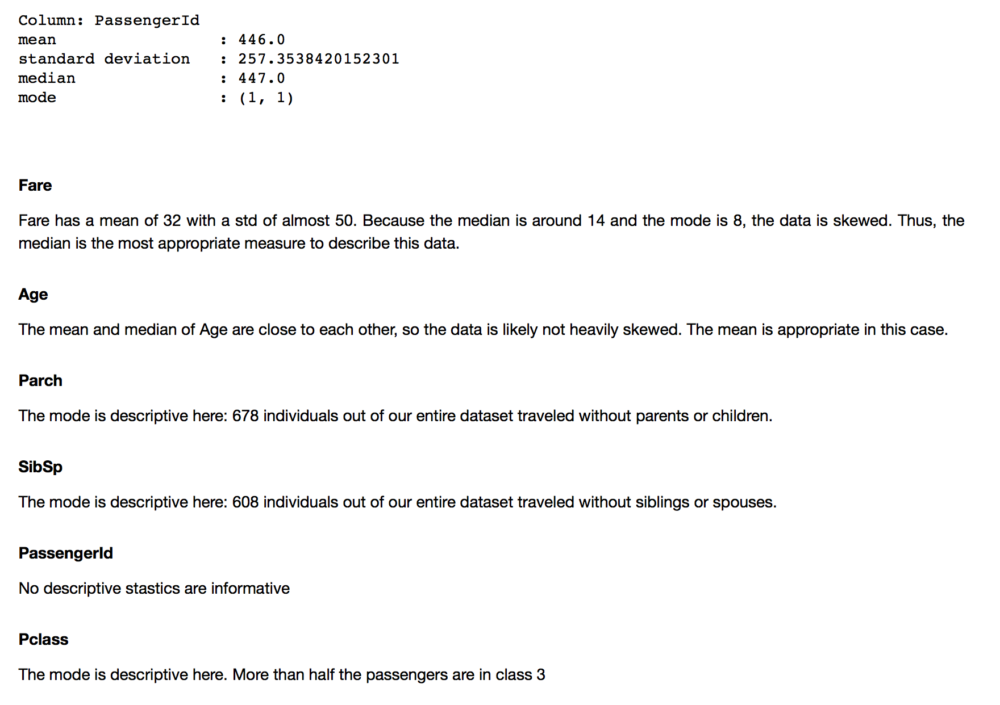 Column: PassengerId
mean                 : 446.0
standard deviation   : 257.3538420152301
median               : 447.0
mode                 : (1, 1)
Fare
Fare has a mean of 32 with a std of almost 50. Because the median is around 14 and the mode is 8, the data is skewed. Thus, the
median is the most appropriate measure to describe this data.
Age
The mean and median of Age are close to each other, so the data is likely not heavily skewed. The mean is appropriate in this case.
Parch
The mode is descriptive here: 678 individuals out of our entire dataset traveled without parents or children.
SibSp
The mode is descriptive here: 608 individuals out of our entire dataset traveled without siblings or spouses.
PassengerId
No descriptive stastics are informative
Pclass
The mode is descriptive here. More than half the passengers are in class 3